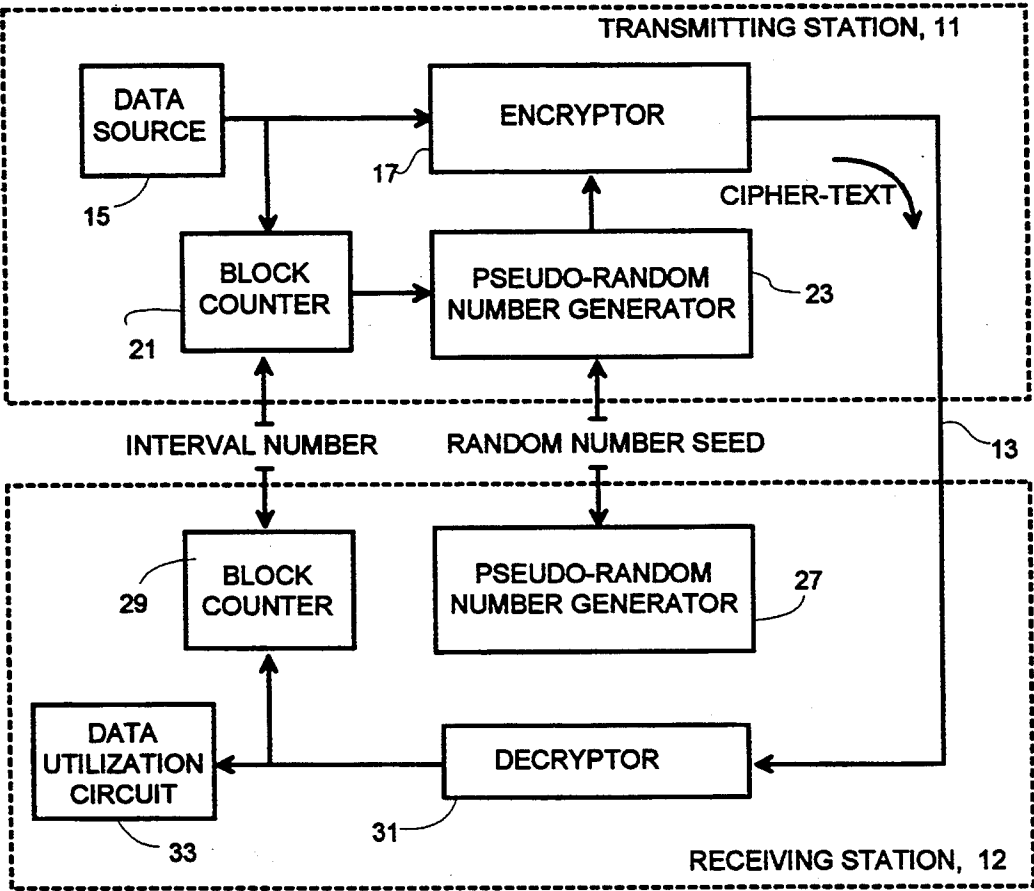 TRANSMITTING STATION, 11
DATA
SOURCE
15
ENCRYPTOR
17
CIPHER-TEXT
BLOCK
COUNTER
21
PSEUDO-RANDOM
NUMBER GENERATOR
23
INTERVAL NUMBER
RANDOM NUMBER SEED
13
BLOCK
COUNTER
29
PSEUDO-RANDOM
NUMBER GENERATOR
27
DATA
UTILIZATION
CIRCUIT
33
DECRYPTOR
31
RECEIVING STATION, 12